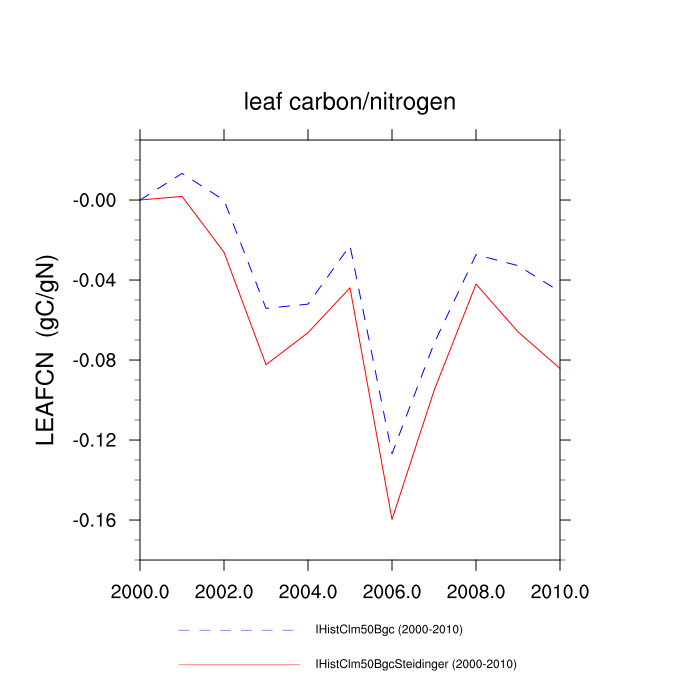 leaf carbon/nitrogen
LEAFCN (gC/gN)
-0.00
-0.04
-0.08
-0.12
-0.16
2000.0 2002.0 2004.0 2006.0 2008.0 2010.0
IHistClm50Bgc (2000-2010)
IHistClm50BgcSteidinger (2000-2010)